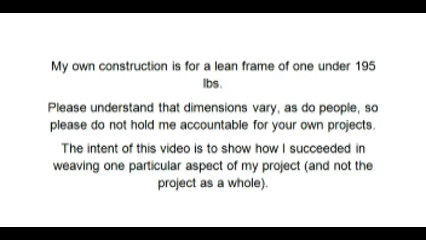 My own construction is for a lean frame of one under 195
lbs.
Please understand that dimensions vary, as do people, so
please do not hold me accountable for your own projects.
The intent of this video is to show how I succeeded in
weaving one particular aspect of my project (and not the
project as a whole).